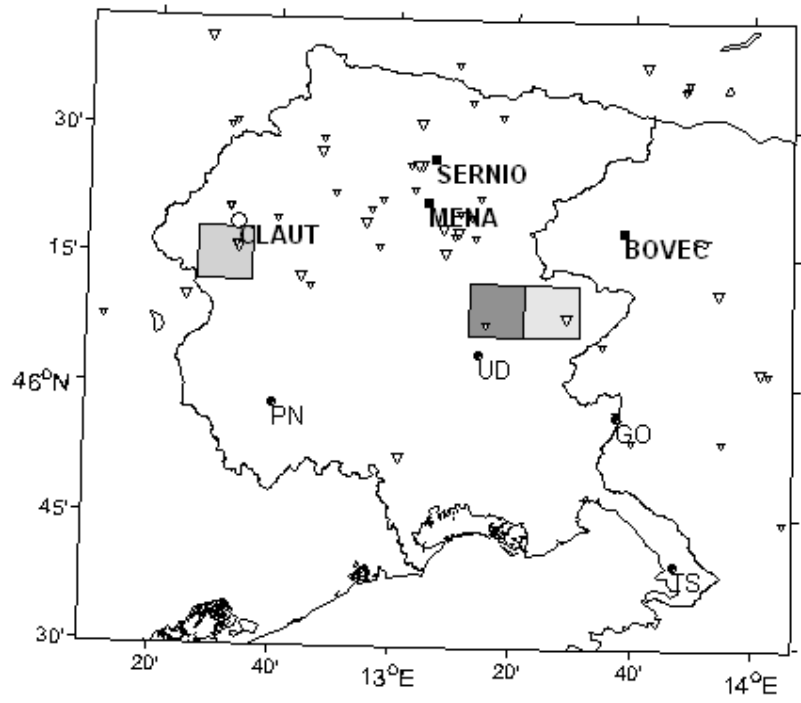 30'
SERNIO
MENA
CLAUT
BOVEC
15'
UD
46°N
PN
GO
45'
TS
30'
20'
40'
13°E
20'
40'
14°E